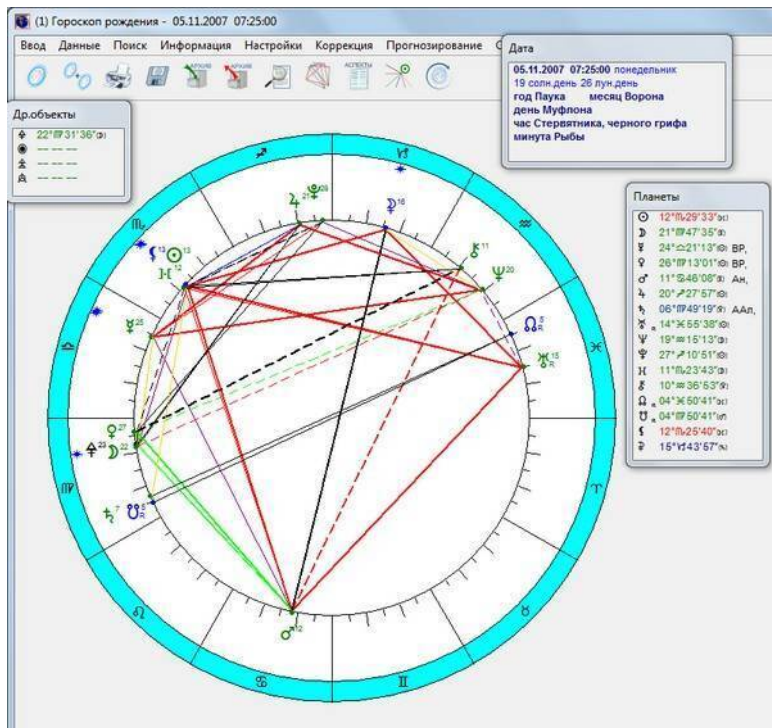 (1) Гороскоп рождения - 05.11.2007 07:25:00
Ввод Данные Поиск Информация Настройки Коррекция Прогнозирование С
АРХИВ АРХИВ АСПЕКТЫ
Дата
05.11.2007 07:25:00 понедельник
19 солн.день 26 лун.день
год Паука месяц Ворона
день Муфлона
час Стервятника, черного грифа
минута Рыбы
Др.объекты
⚴ 22°♍31'36"(☽)
--- --- ---
--- --- ---
--- --- ---
Планеты
☉ 12°♏29'33"
☽ 21°♍47'35"
☿ 24°♎21'13" ВР,
♀ 26°♍13'01" ВР,
♂ 11°♋46'08" Ан,
♃ 20°♐27'57"
♄ 06°♍49'19" ААл,
♅ R 14°♓55'38"
♆ 19°♒15'13"
♇ 27°♐10'51"
11°♏23'43"
⚷ 10°♒36'53"
☊ R 04°♓50'41"
☋ R 04°♍50'41"
⚸ 12°♏25'40"
⚳ 15°♑43'57"